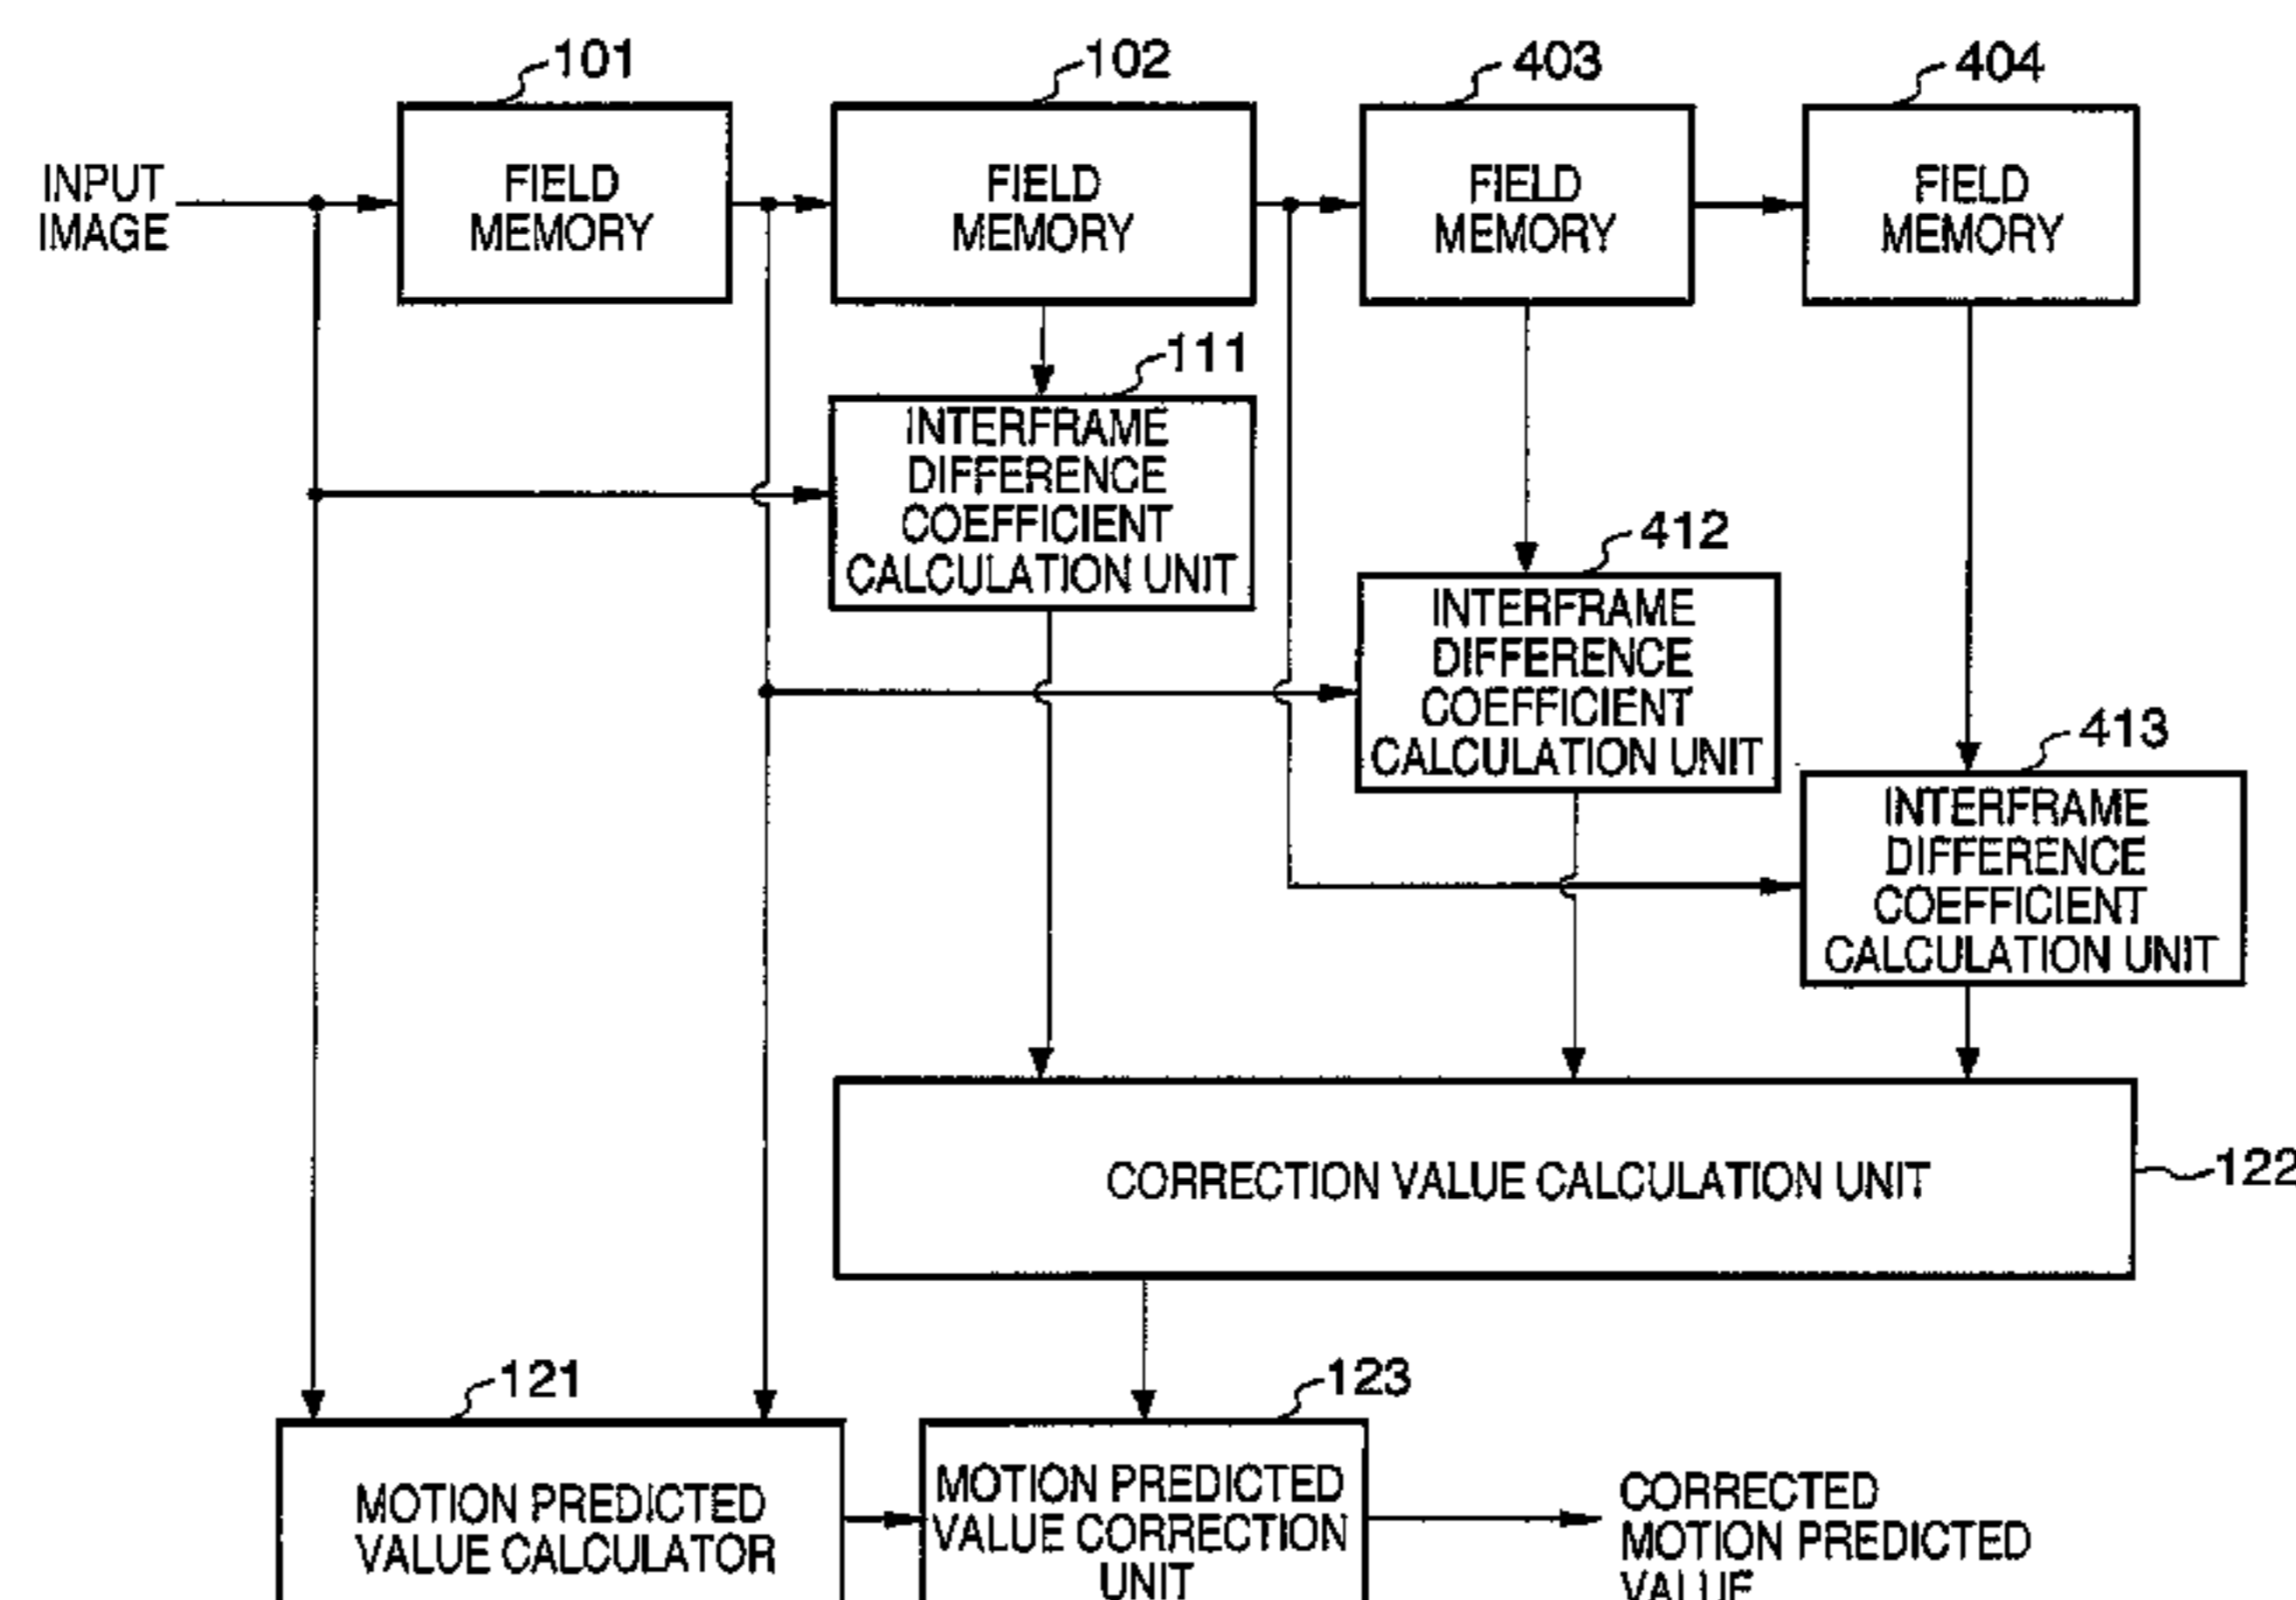 101
102
403
404
INPUT
IMAGE
FIELD
MEMORY
FIELD
MEMORY
FIELD
MEMORY
FIELD
MEMORY
111
INTERFRAME
DIFFERENCE
COEFFICIENT
CALCULATION UNIT
412
INTERFRAME
DIFFERENCE
COEFFICIENT
CALCULATION UNIT
413
INTERFRAME
DIFFERENCE
COEFFICIENT
CALCULATION UNIT
CORRECTION VALUE CALCULATION UNIT
122
121
123
MOTION PREDICTED
VALUE CALCULATOR
MOTION PREDICTED
VALUE CORRECTION
UNIT
CORRECTED
MOTION PREDICTED
VALUE